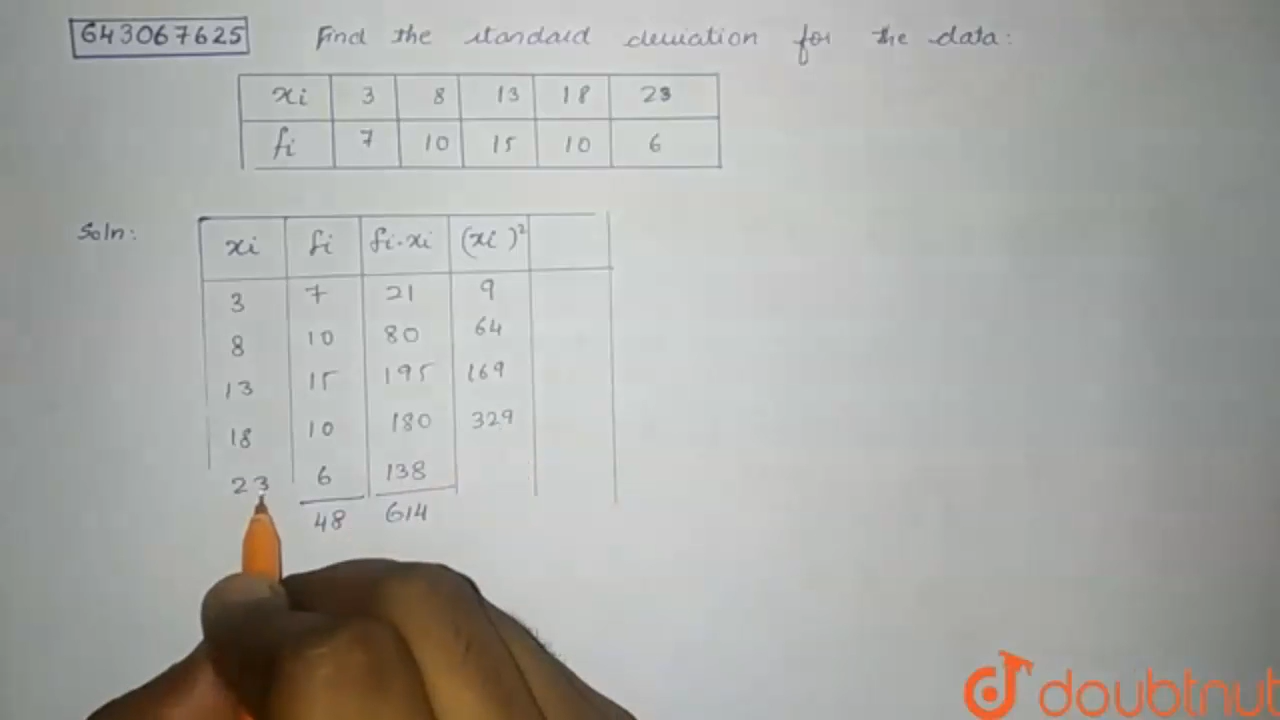 643067625 Find the standard deviation for the data:
xi 3 8 13 18 23
fi 7 10 15 10 6
Soln:
xi fi fi.xi (xi)²
3 7 21 9
8 10 80 64
13 15 195 169
18 10 180 329
23 6 138
48 614
doubtnut